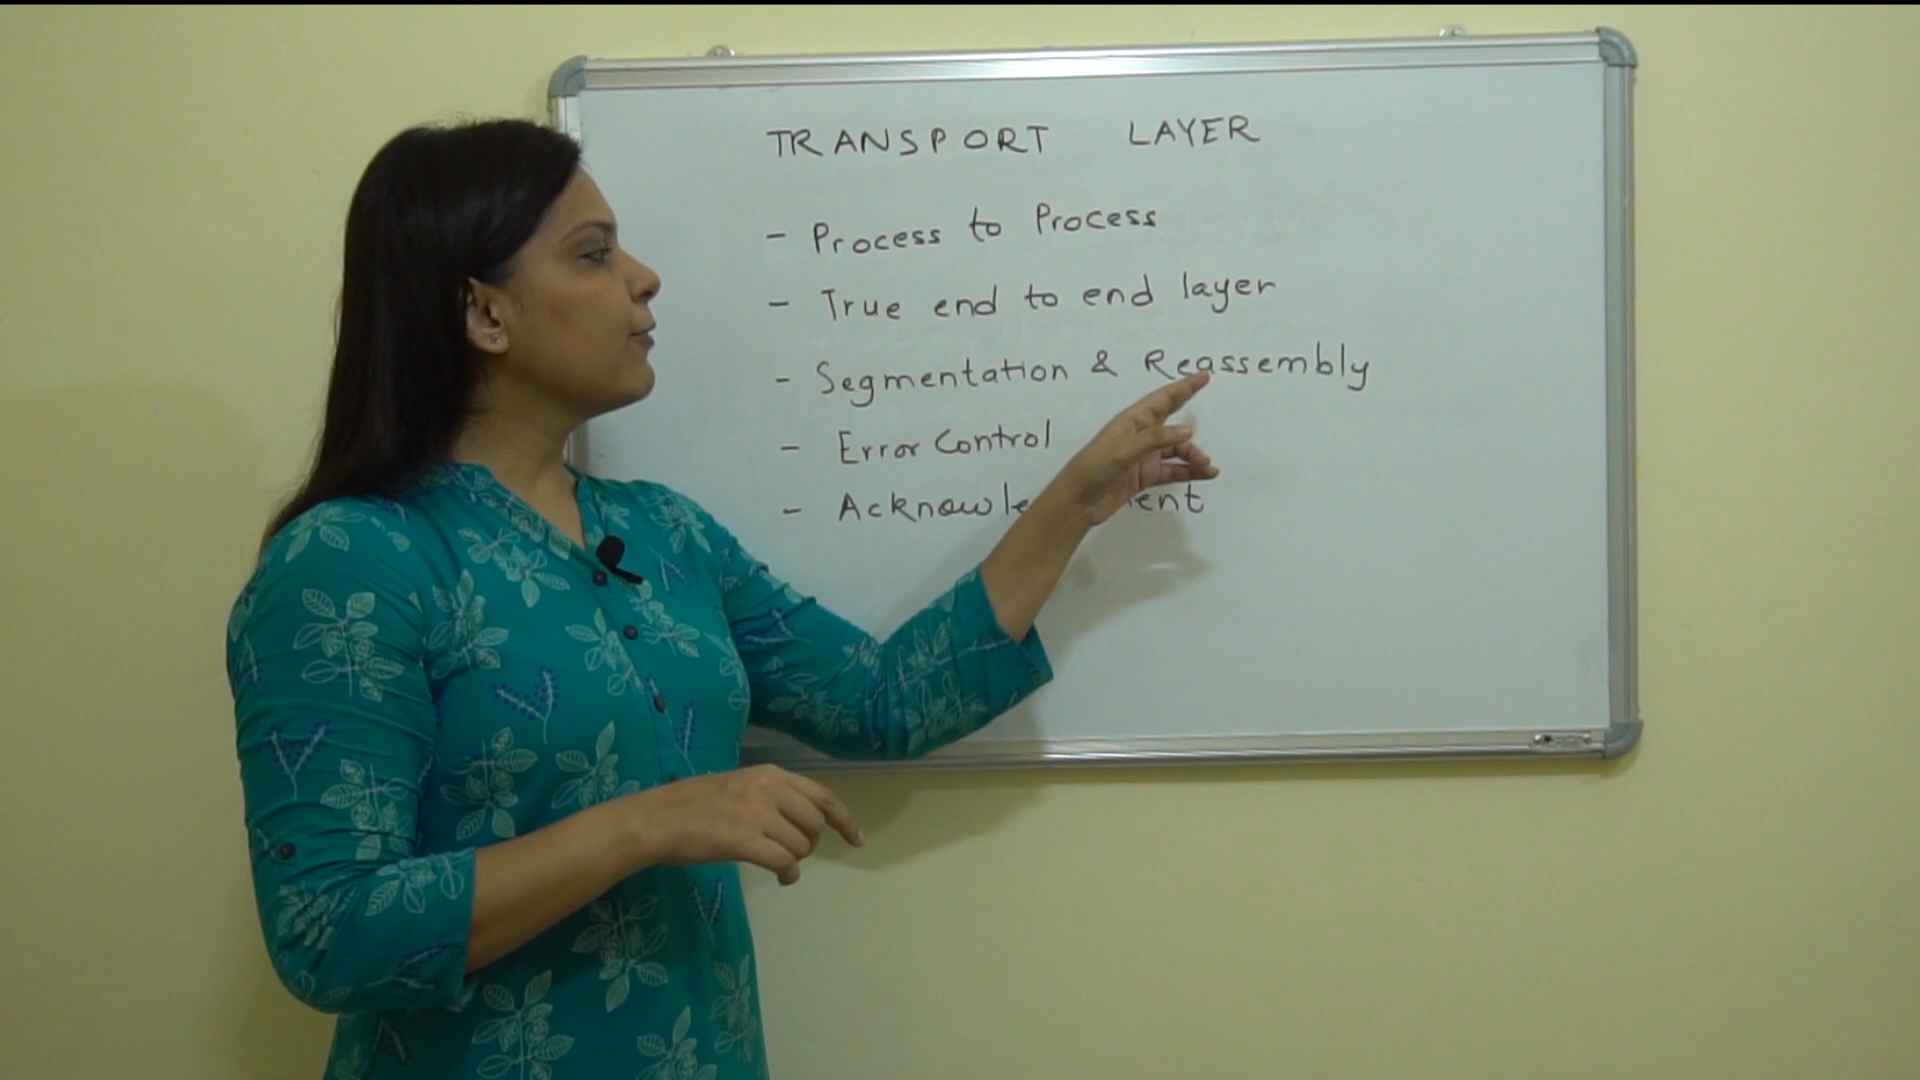 TRANSPORT LAYER
- Process to Process
- True end to end layer
- Segmentation & Reassembly
- Error Control
-